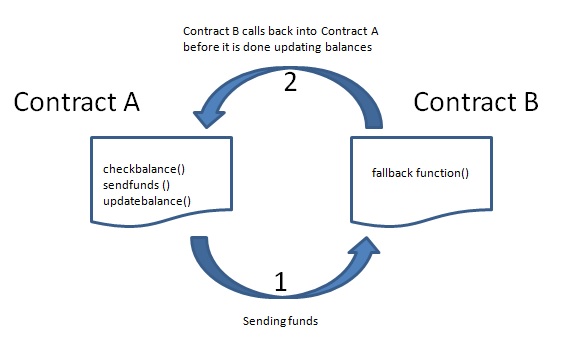 Contract B calls back into Contract A
before it is done updating balances
2
Contract A
Contract B
checkbalance()
sendfunds ()
updatebalance()
fallback function()
1
Sending funds